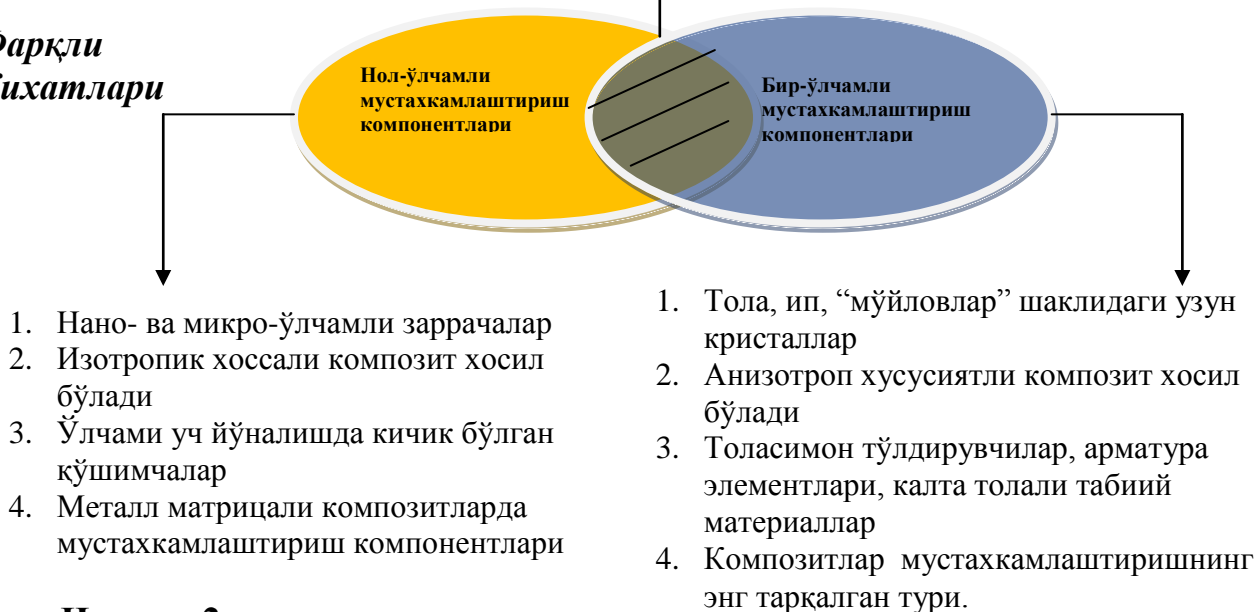 Фарқли
Нол-ўлчамли
мустахкамлаштириш
компонентлари
Бир-ўлчамли
мустахкамлаштириш
компонентлари
1. Нано- ва микро-ўлчамли заррачалар
2. Изотропик хоссали композит хосил
бўлади
3. Ўлчами уч йўналишда кичик бўлган
қўшимчалар
4. Металл матрицали композитларда
мустахкамлаштириш компонентлари
1. Тола, ип, “мўйловлар” шаклидаги узун
кристаллар
2. Анизотроп хусусиятли композит хосил
бўлади
3. Толасимон тўлдирувчилар, арматура
элементлари, калта толали табиий
материаллар
4. Композитлар мустахкамлаштиришнинг
энг тарқалган тури.